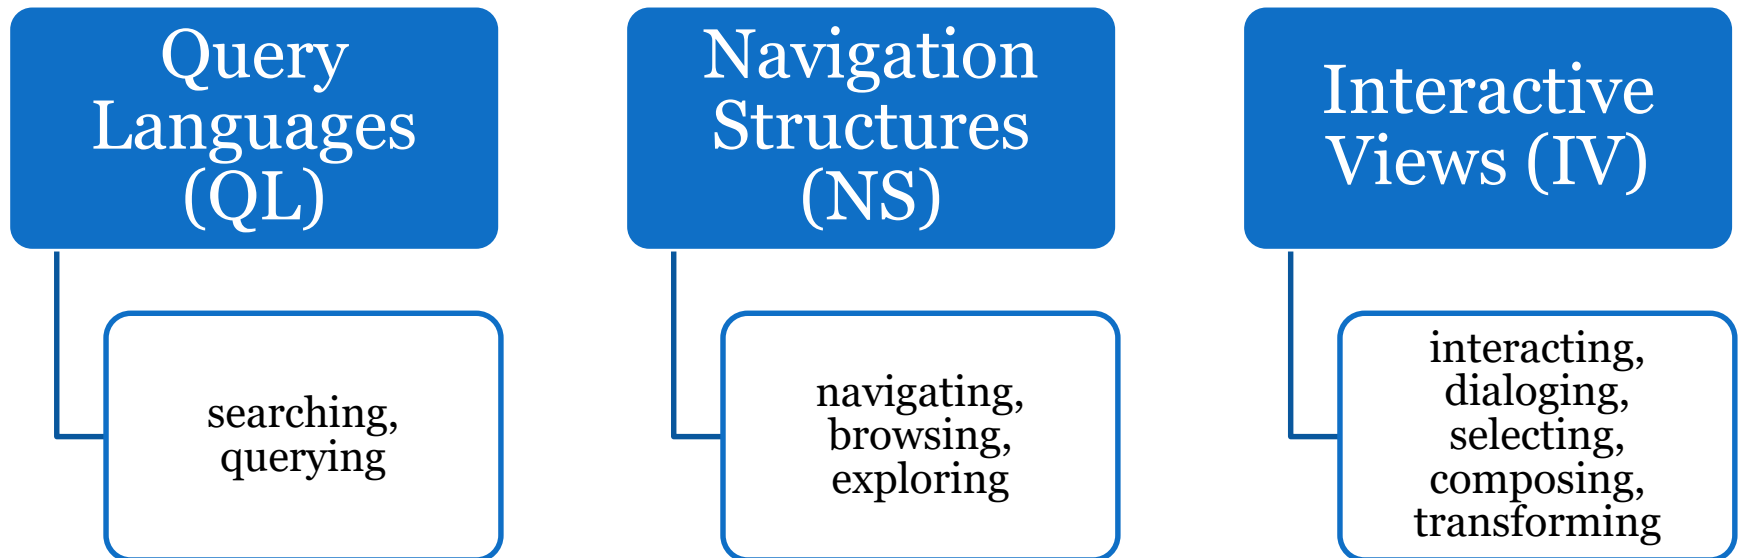 Query
Languages
(QL)
searching,
querying
Navigation
Structures
(NS)
navigating,
browsing,
exploring
Interactive
Views (IV)
interacting,
dialoging,
selecting,
composing,
transforming